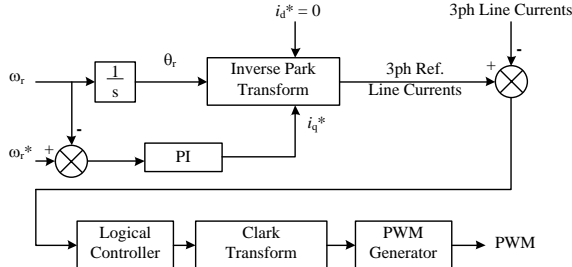 i_d* = 0
3ph Line Currents
-
ω_r
1
s
θ_r
Inverse Park
Transform
3ph Ref.
Line Currents
+
-
i_q*
ω_r*
+
PI
Logical
Controller
Clark
Transform
PWM
Generator
PWM